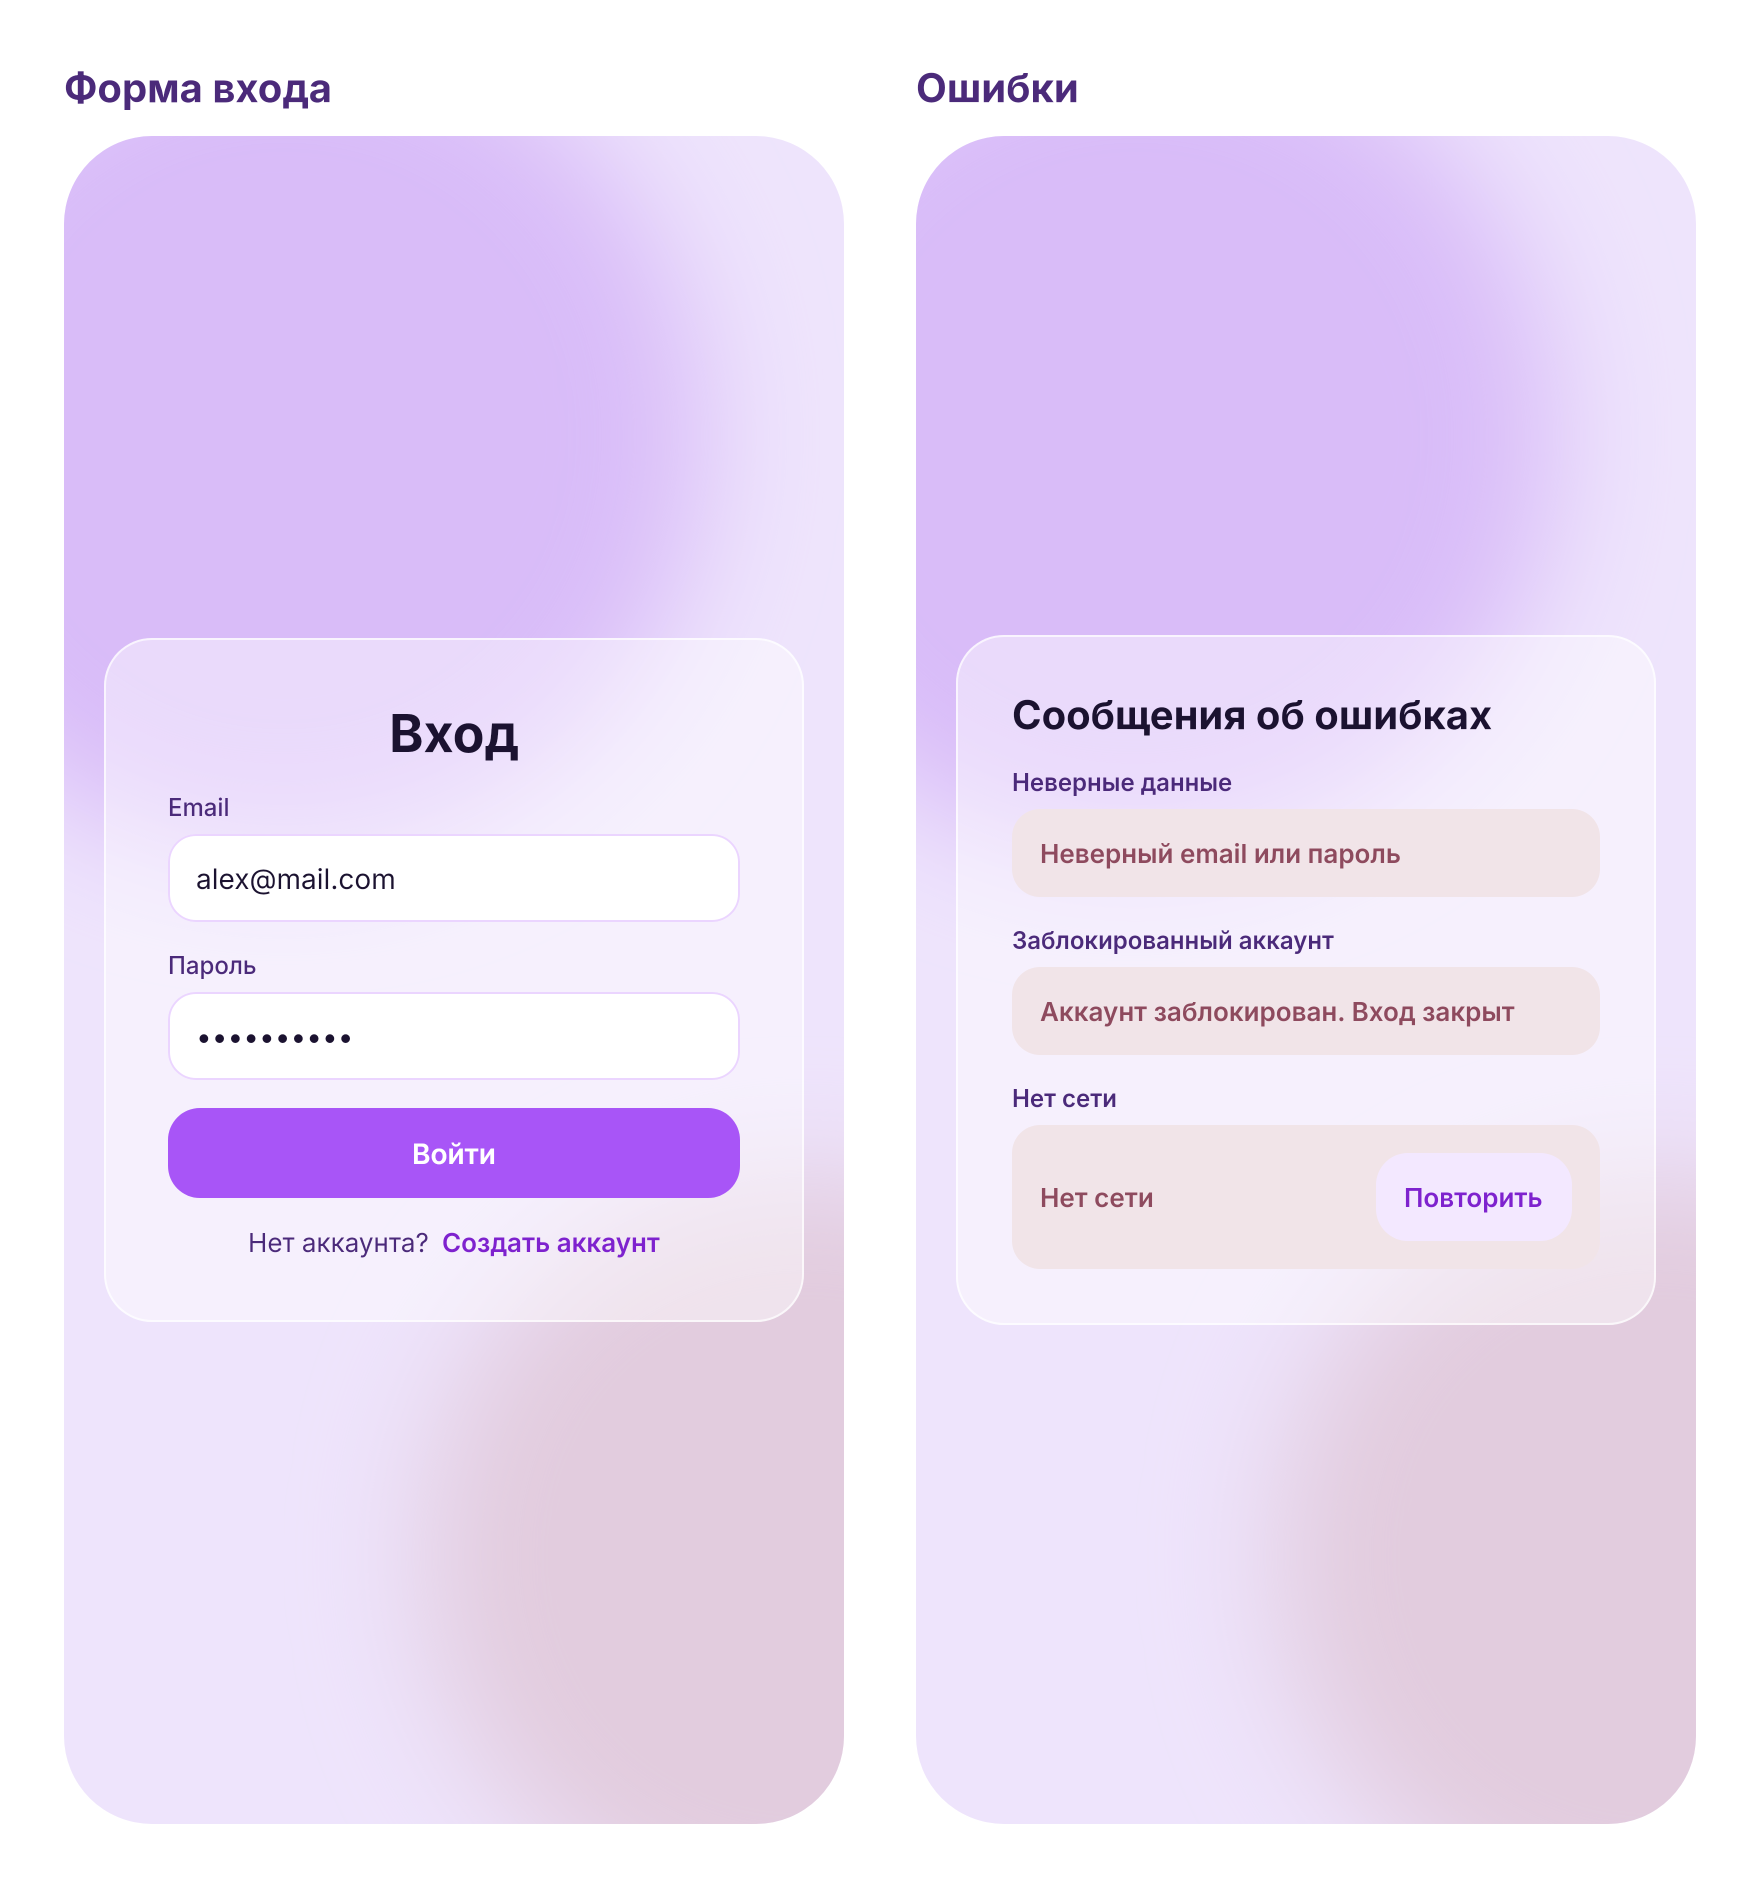 Форма входа
Вход
Email
alex@mail.com
Пароль
••••••••••
Войти
Нет аккаунта? Создать аккаунт
Ошибки
Сообщения об ошибках
Неверные данные
Неверный email или пароль
Заблокированный аккаунт
Аккаунт заблокирован. Вход закрыт
Нет сети
Нет сети
Повторить